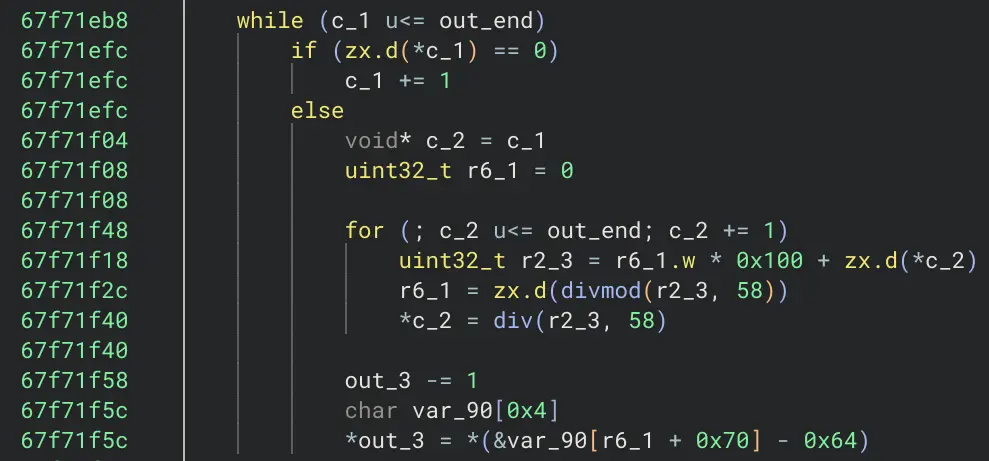 67f71eb8 while (c_1 u<= out_end)
67f71efc if (zx.d(*c_1) == 0)
67f71efc c_1 += 1
67f71efc else
67f71f04 void* c_2 = c_1
67f71f08 uint32_t r6_1 = 0
67f71f08
67f71f48 for (; c_2 u<= out_end; c_2 += 1)
67f71f18 uint32_t r2_3 = r6_1.w * 0x100 + zx.d(*c_2)
67f71f2c r6_1 = zx.d(divmod(r2_3, 58))
67f71f40 *c_2 = div(r2_3, 58)
67f71f40
67f71f58 out_3 -= 1
67f71f5c char var_90[0x4]
67f71f5c *out_3 = *(&var_90[r6_1 + 0x70] - 0x64)